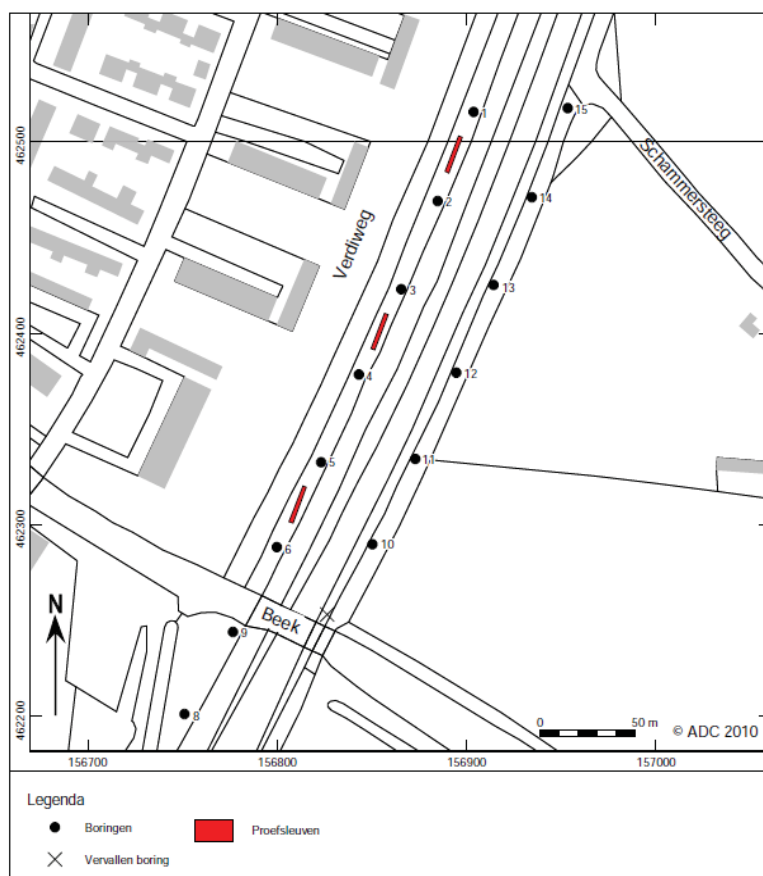 1
15
462500
Schammersteeg
2
14
Verdiweg
3
13
462400
4
12
5
11
462300
6
10
N
Beek
9
8
462200
0
50 m
© ADC 2010
156700
156800
156900
157000
Legenda
Boringen
Proefsleuven
Vervallen boring